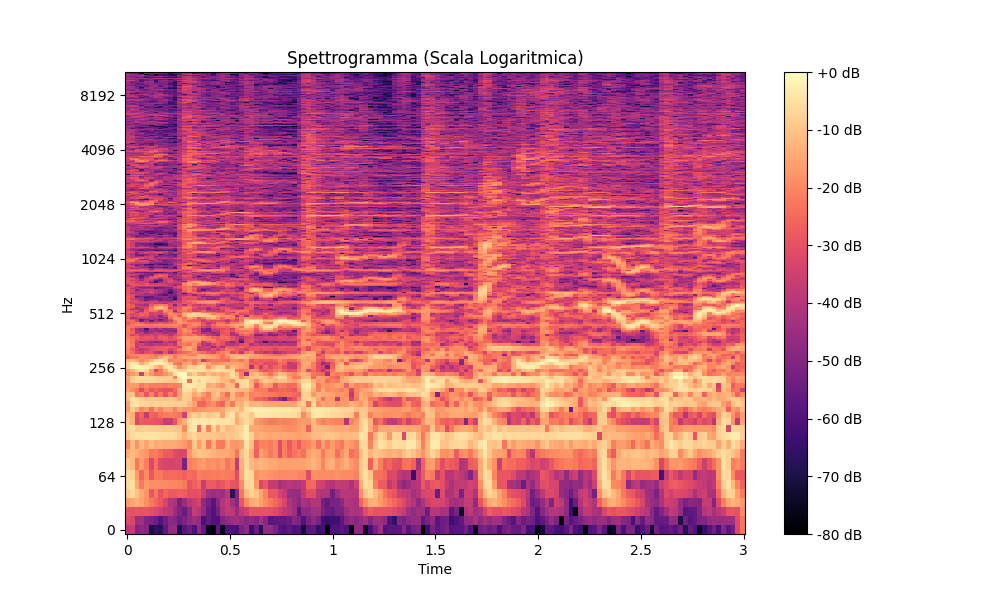 Spettrogramma (Scala Logaritmica)
Hz
8192
4096
2048
1024
512
256
128
64
0
0
0.5
1
1.5
2
2.5
3
Time
+0 dB
-10 dB
-20 dB
-30 dB
-40 dB
-50 dB
-60 dB
-70 dB
-80 dB